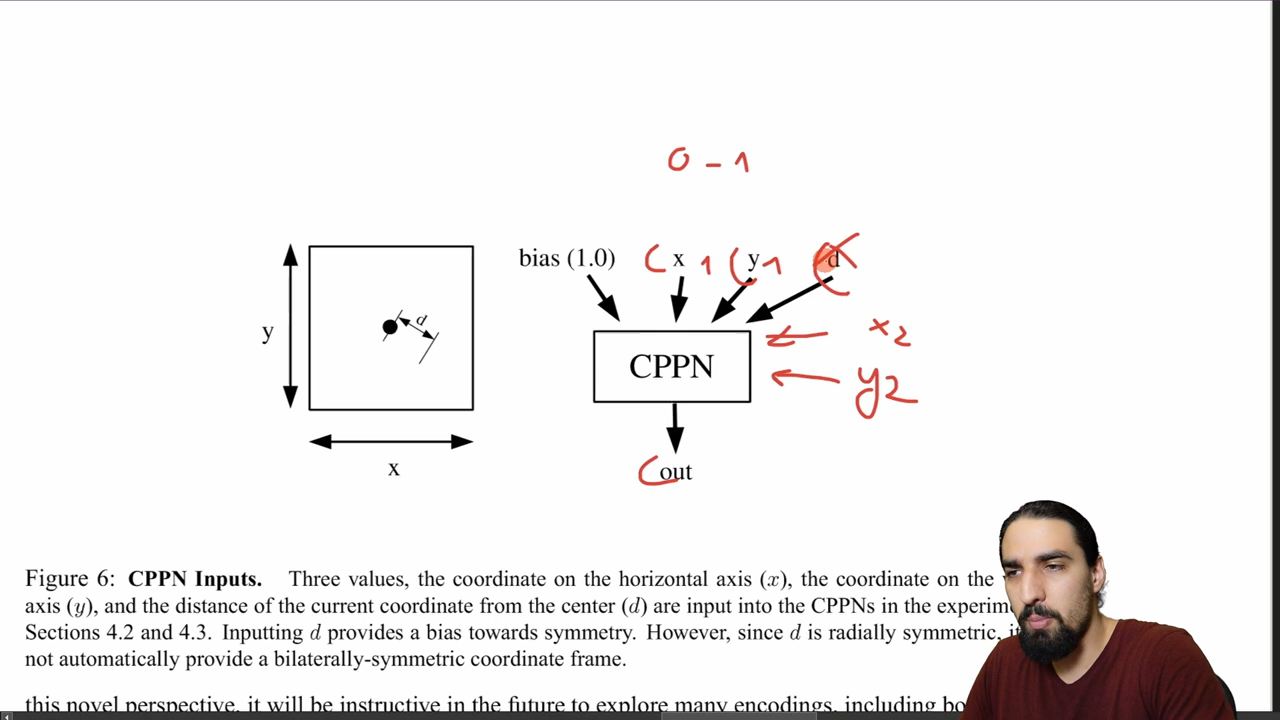 0 - 1
bias (1.0) x 1 y 1 d
d
y
CPPN
x2
y2
x
out
Figure 6: CPPN Inputs. Three values, the coordinate on the horizontal axis (x), the coordinate on the
axis (y), and the distance of the current coordinate from the center (d) are input into the CPPNs in the
Sections 4.2 and 4.3. Inputting d provides a bias towards symmetry. However, since d is radially symmetric,
not automatically provide a bilaterally-symmetric coordinate frame.
this novel perspective, it will be instructive in the future to explore many encodings, including